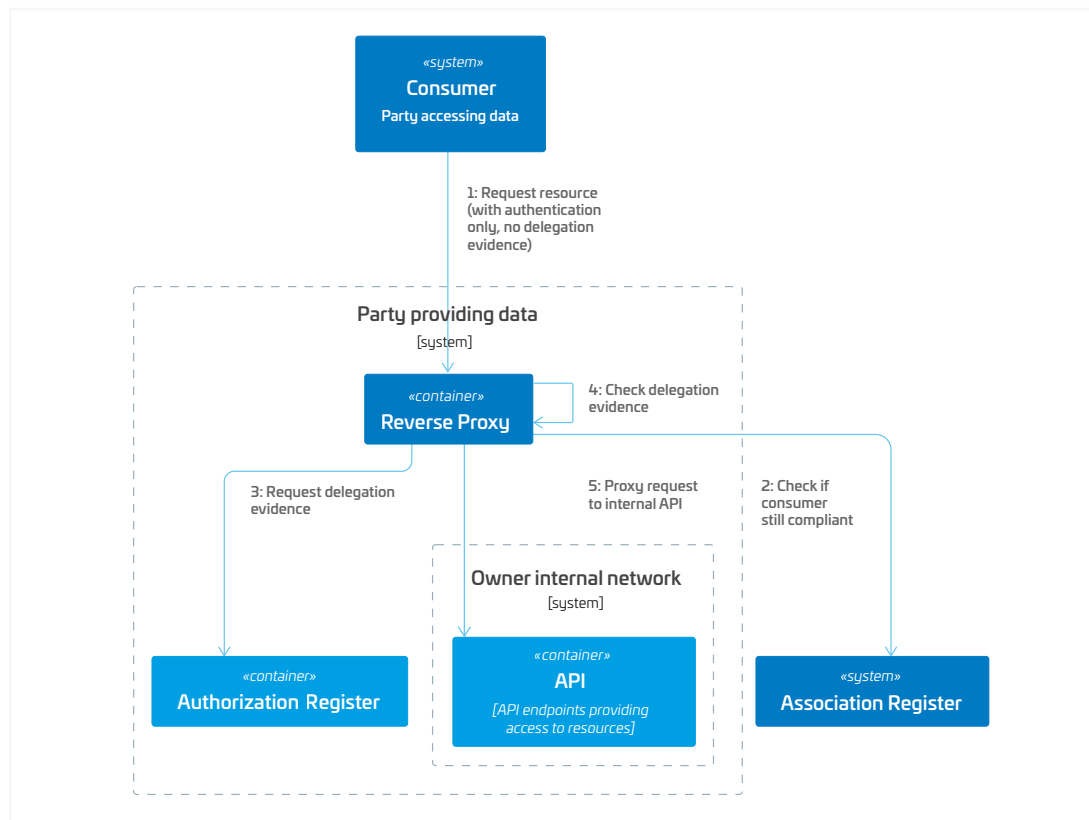 «system»
Consumer
Party accessing data
1: Request resource
(with authentication
only, no delegation
evidence)
Party providing data
[system]
«container»
Reverse Proxy
4: Check delegation
evidence
3: Request delegation
evidence
5: Proxy request
to internal API
2: Check if
consumer
still compliant
Owner internal network
[system]
«container»
Authorization Register
«container»
API
[API endpoints providing
access to resources]
«system»
Association Register